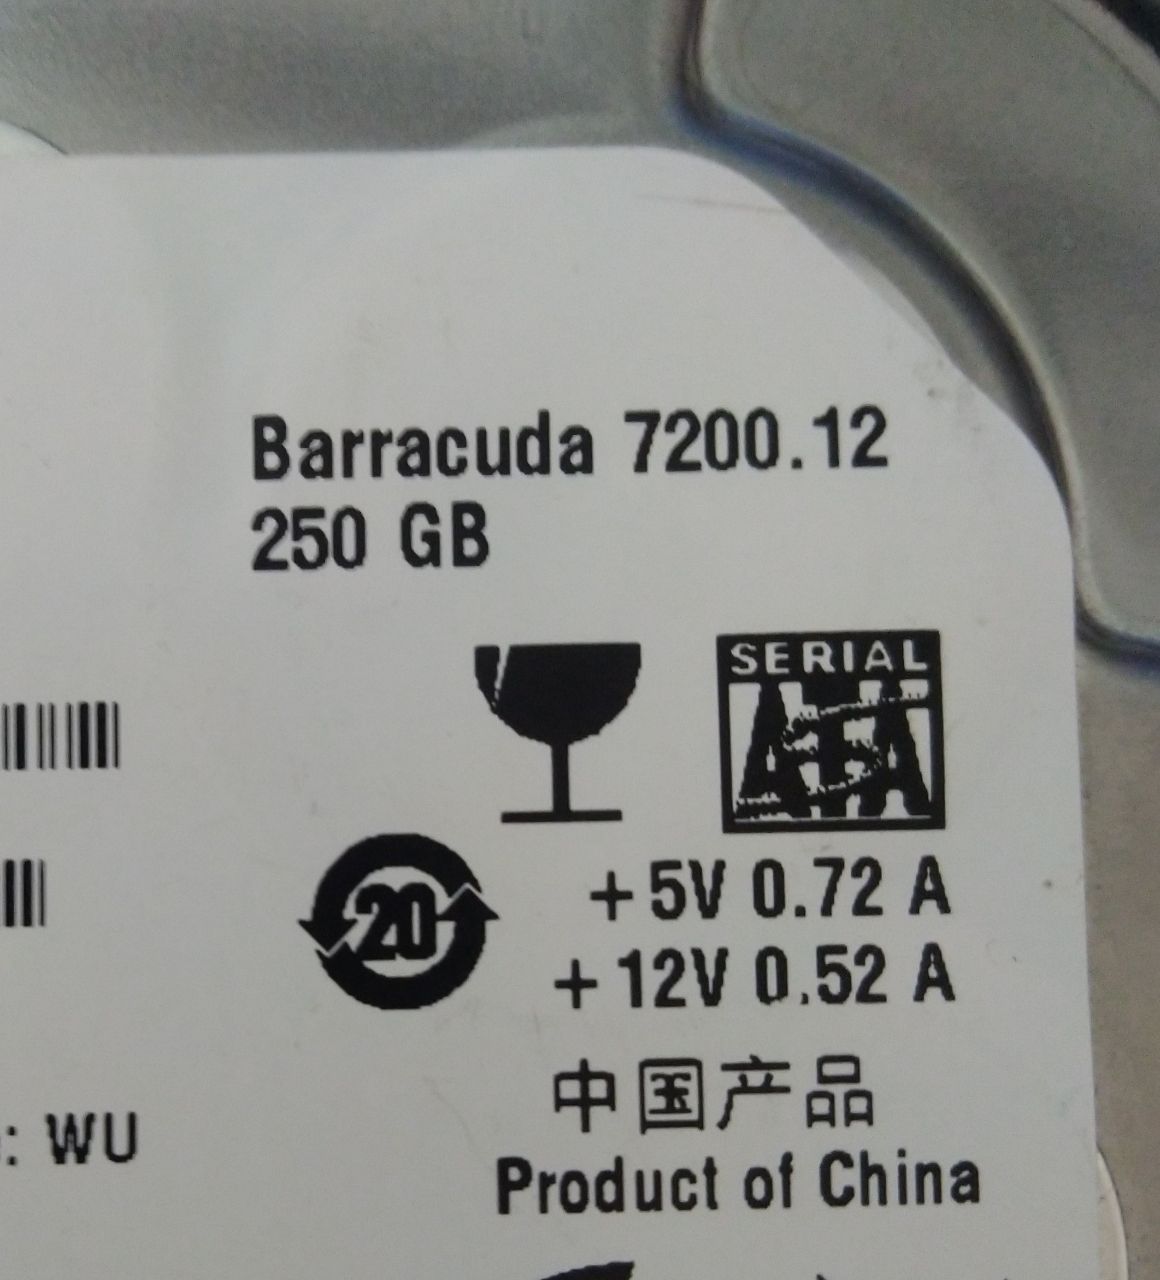 Barracuda 7200.12
250 GB
SERIAL
ATA
20
+5V 0.72 A
+12V 0.52 A
中国产品
: WU
Product of China